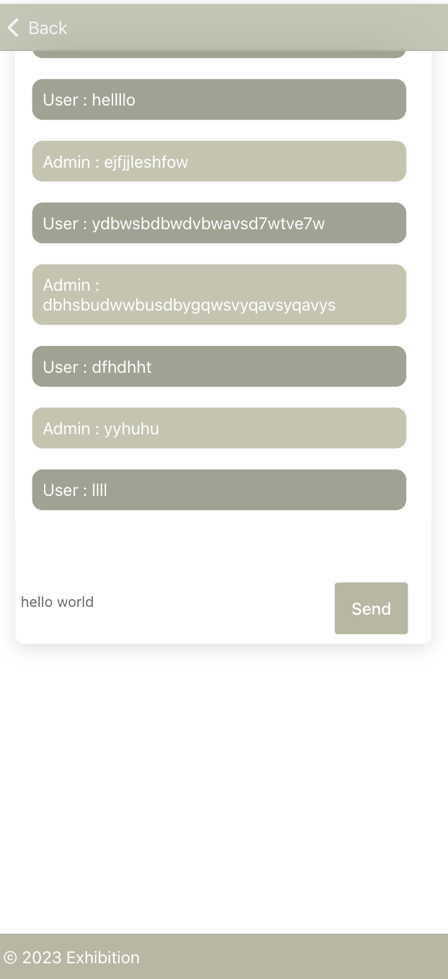 Back
User : hellllo
Admin : ejfjjleshfow
User : ydbwsbdbwdvbwavsd7wtve7w
Admin :
dbhsbudwwbusdbygqwsvyqavsyqavys
User : dfhdhht
Admin : yyhuhu
User : llll
hello world
Send
© 2023 Exhibition